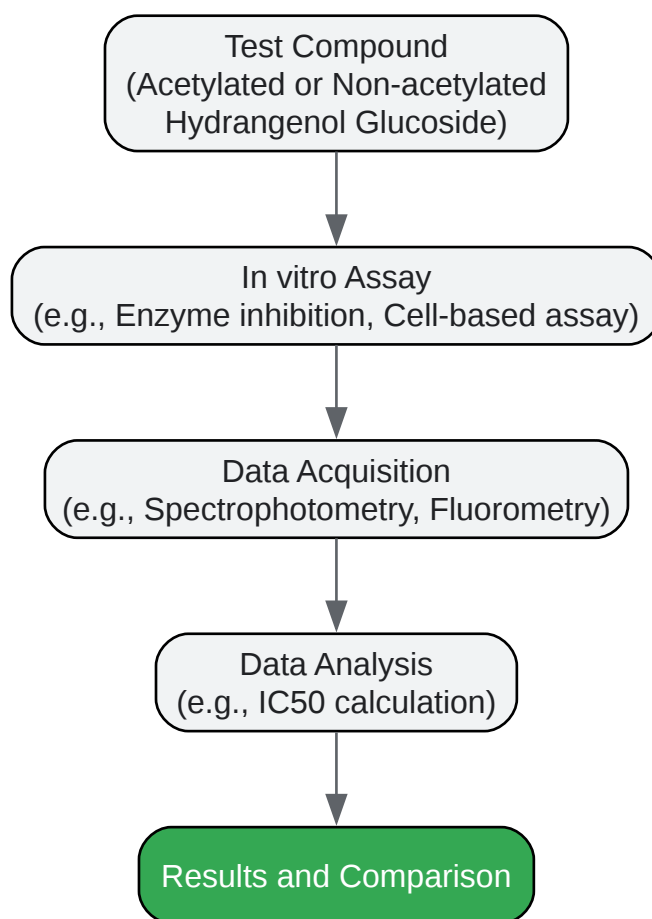 Test Compound
(Acetylated or Non-acetylated
Hydrangenol Glucoside)
In vitro Assay
(e.g., Enzyme inhibition, Cell-based assay)
Data Acquisition
(e.g., Spectrophotometry, Fluorometry)
Data Analysis
(e.g., IC50 calculation)
Results and Comparison